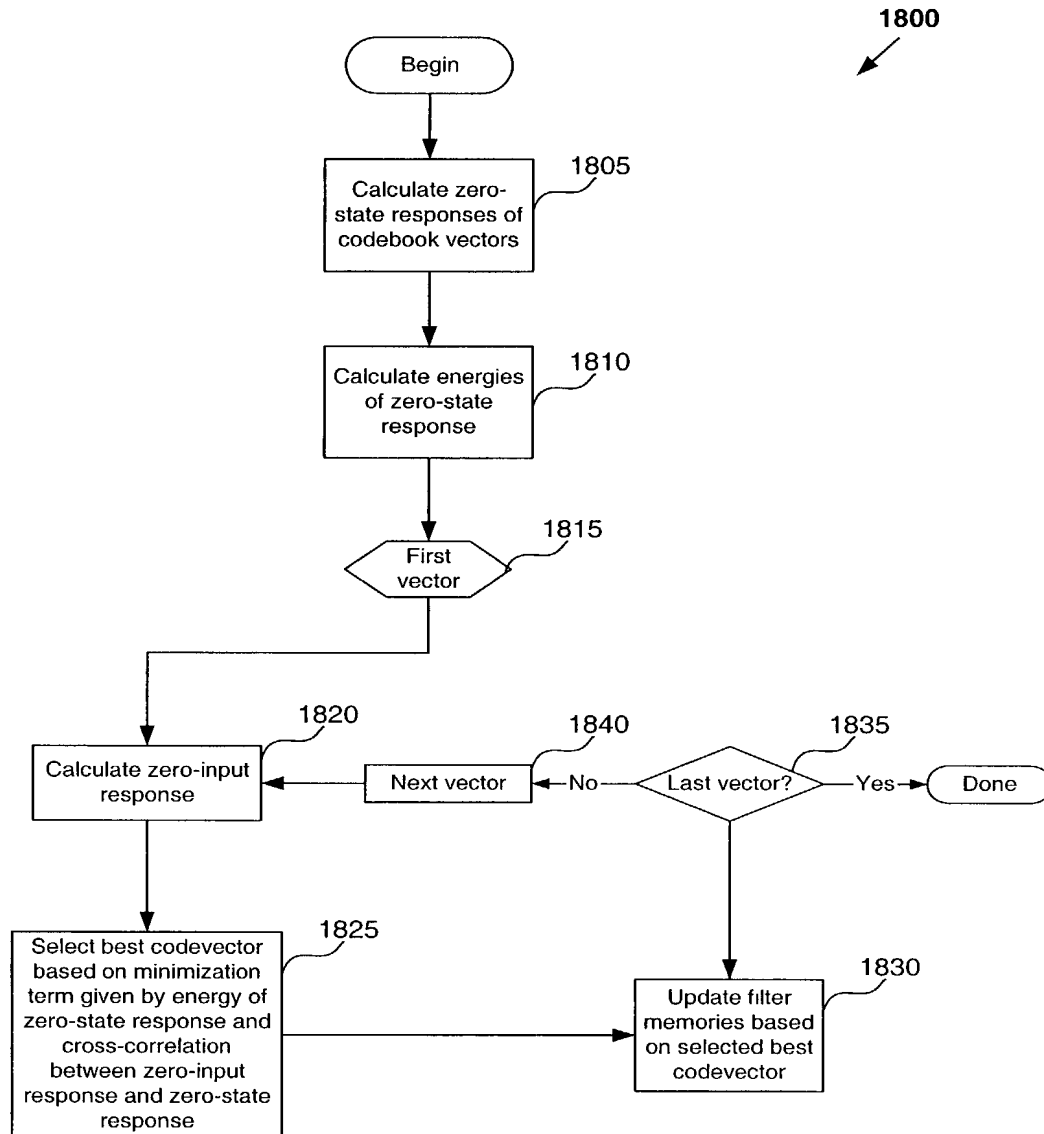 1800
Begin
1805
Calculate zero-
state responses of
codebook vectors
1810
Calculate energies
of zero-state
response
1815
First
vector
1820
Calculate zero-input
response
1840
Next vector
No
1835
Last vector?
Yes
Done
1825
Select best codevector
based on minimization
term given by energy of
zero-state response and
cross-correlation
between zero-input
response and zero-state
response
1830
Update filter
memories based
on selected best
codevector